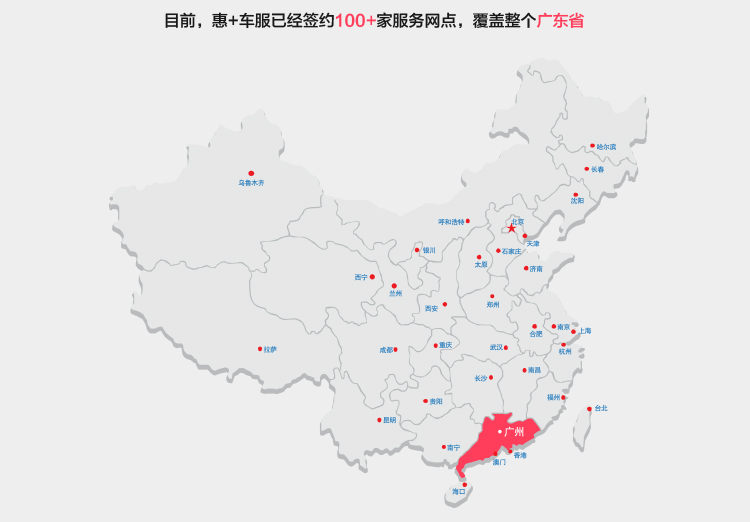 目前，惠+车服已经签约100+家服务网点，覆盖整个广东省
哈尔滨
长春
乌鲁木齐
沈阳
呼和浩特
北京
天津
银川
石家庄
太原
济南
西宁
兰州
西安
郑州
合肥
南京
上海
拉萨
成都
重庆
武汉
杭州
南昌
长沙
贵阳
福州
台北
昆明
广州
南宁
香港
澳门
海口